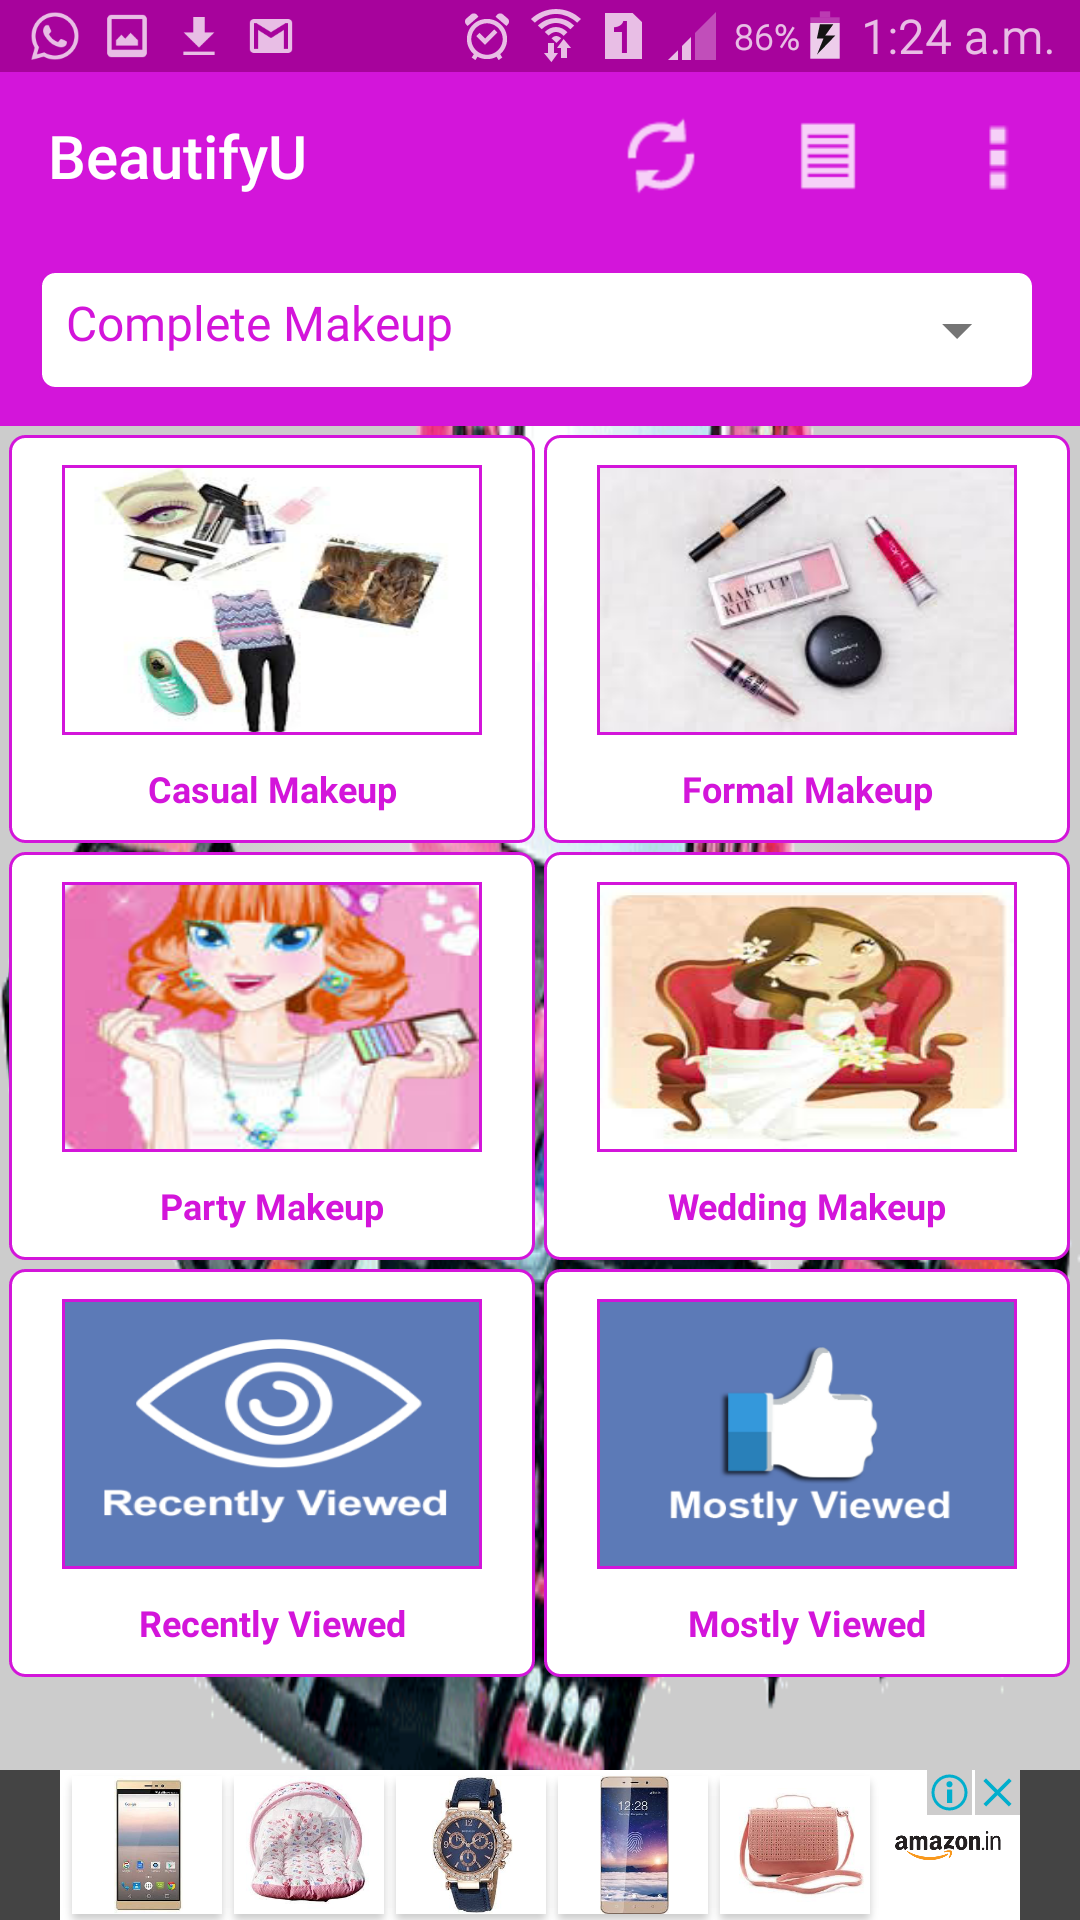 1 86% 1:24 a.m.
BeautifyU
Complete Makeup
MAKEUP
KIT
Casual Makeup
Formal Makeup
Party Makeup
Wedding Makeup
Recently Viewed
Mostly Viewed
Recently Viewed
Mostly Viewed
12:28
amazon.in